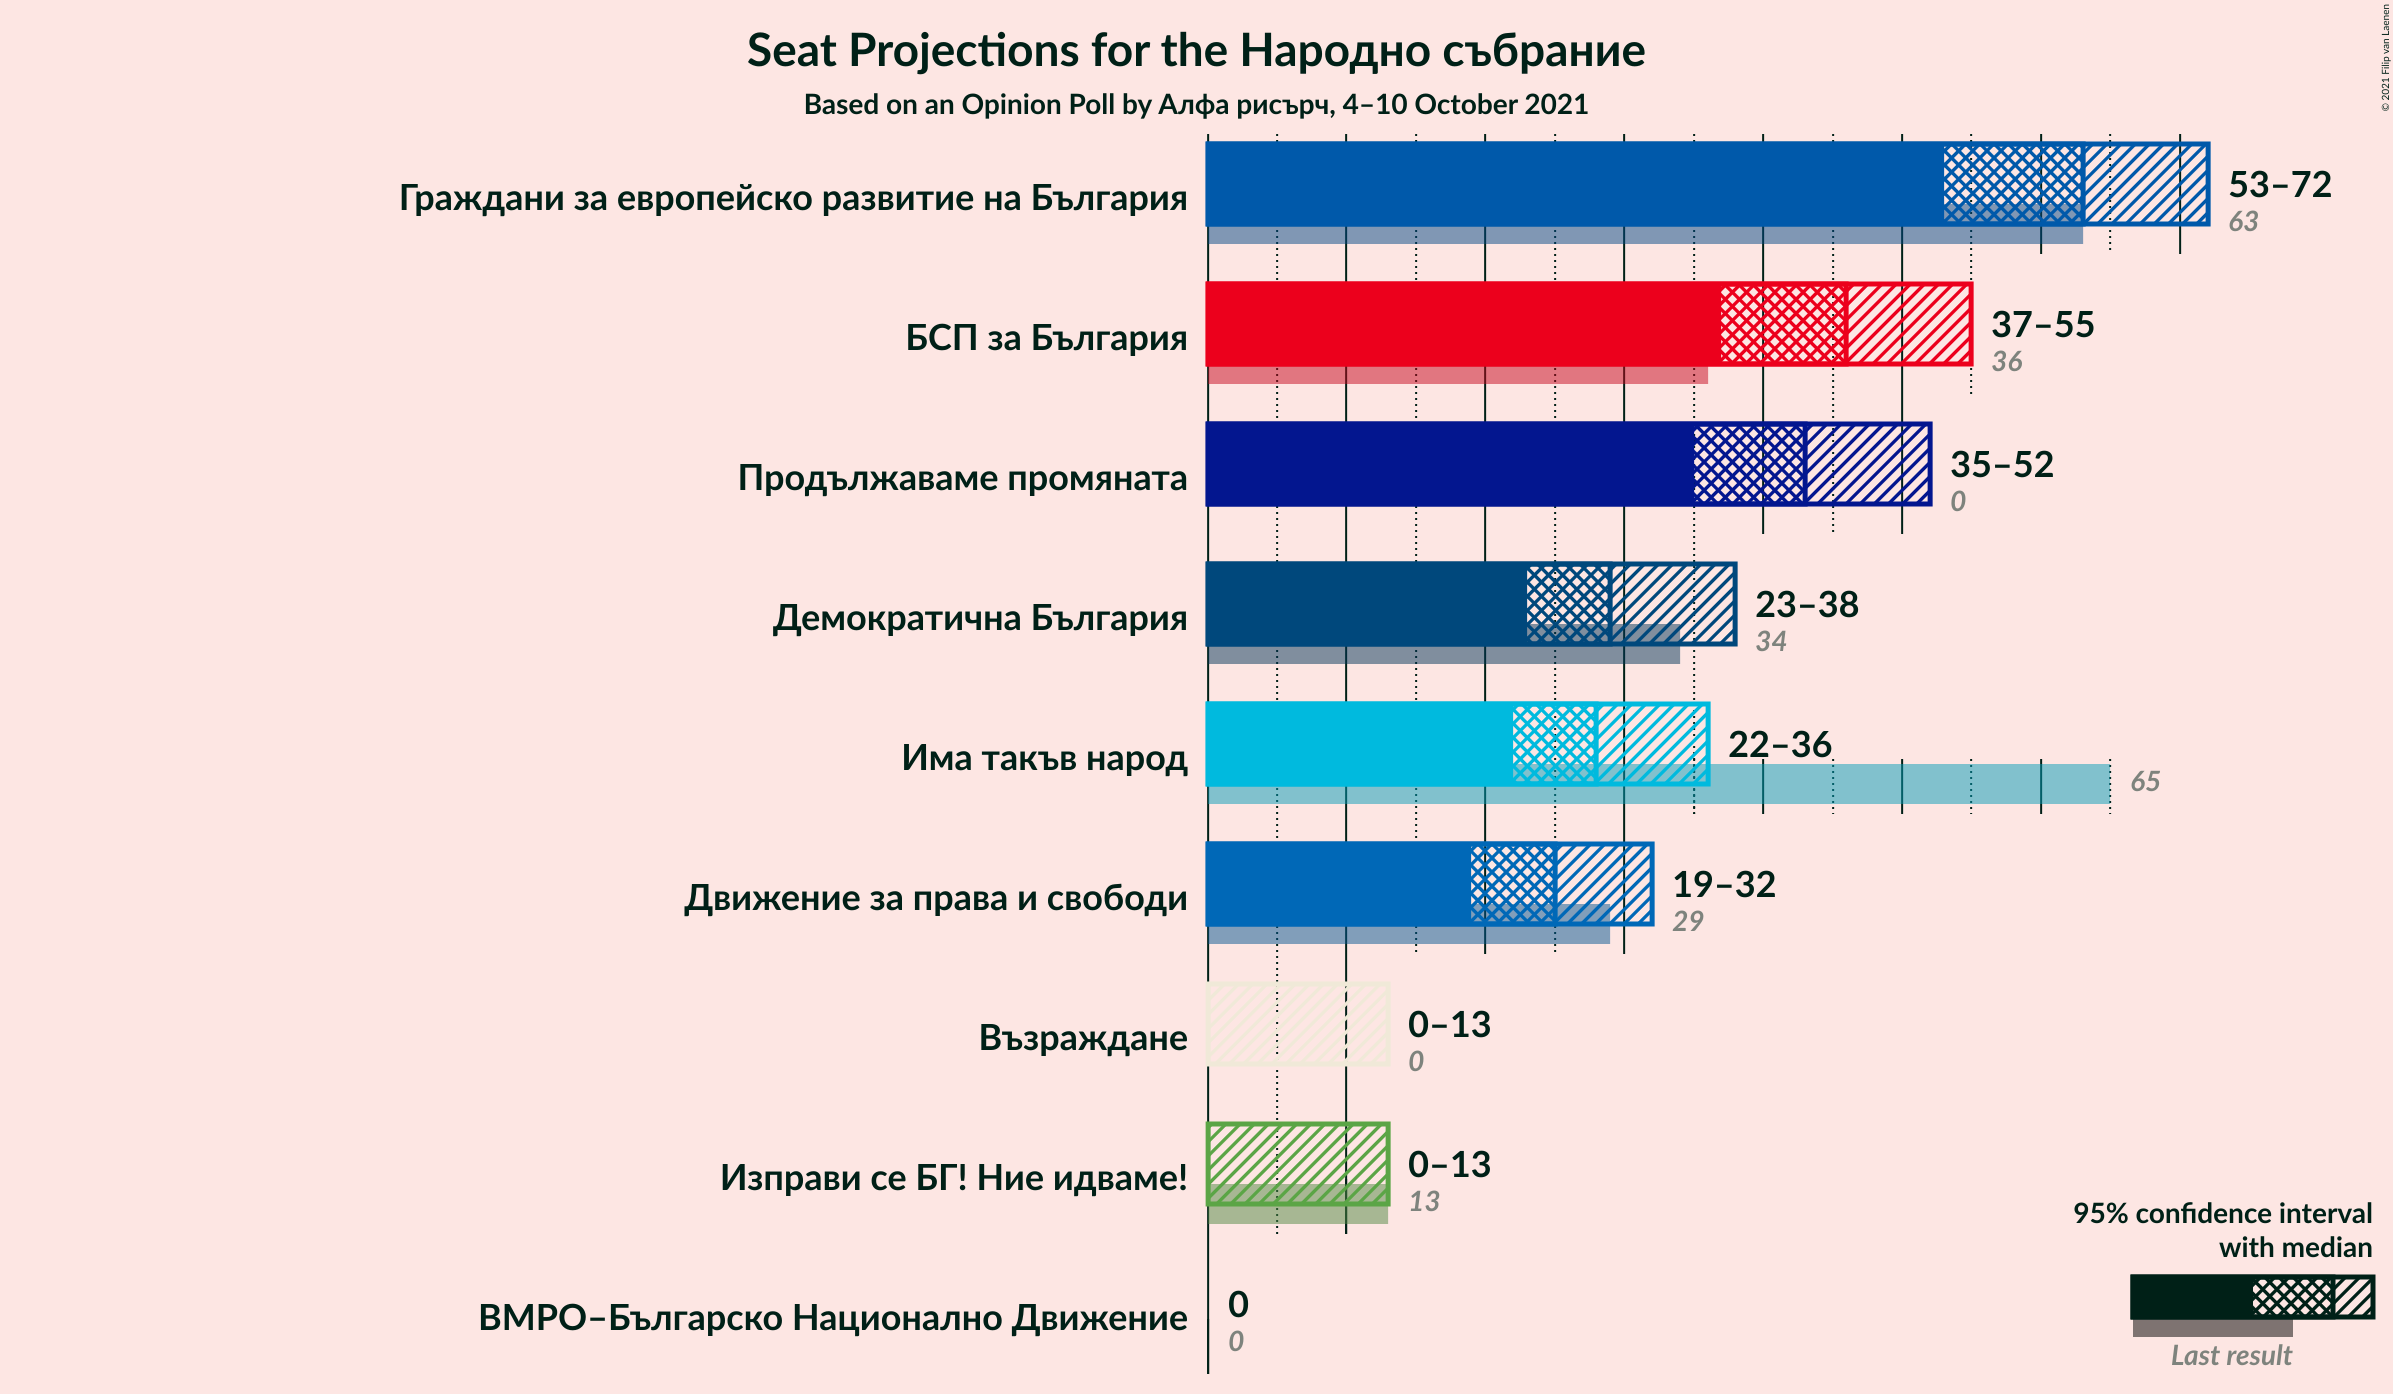 Seat Projections for the Народно събрание
Based on an Opinion Poll by Алфа рисърч, 4–10 October 2021
© 2021 Filip van Laenen
Граждани за европейско развитие на България
53–72
63
БСП за България
37–55
36
Продължаваме промяната
35–52
0
Демократична България
23–38
34
Има такъв народ
22–36
65
Движение за права и свободи
19–32
29
Възраждане
0–13
0
Изправи се БГ! Ние идваме!
0–13
13
ВМРО–Българско Национално Движение
0
0
95% confidence interval
with median
Last result